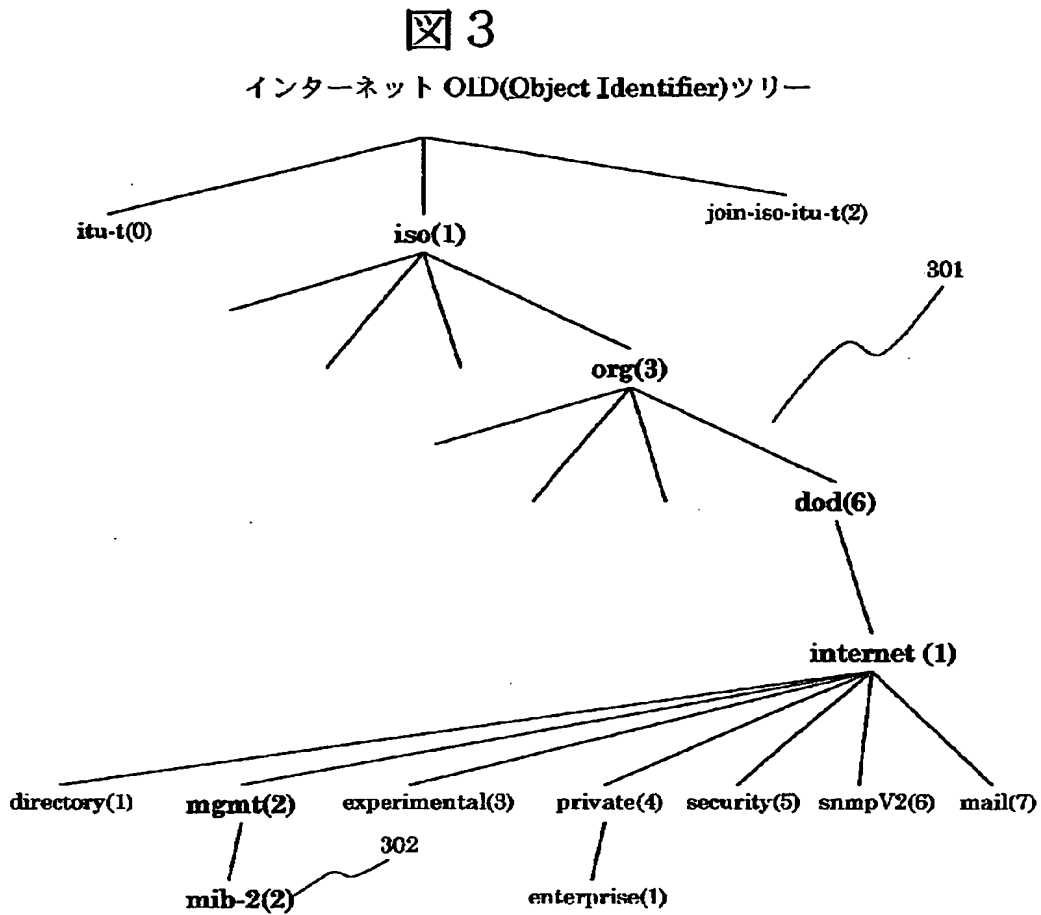 図3
インターネット OID(Object Identifier)ツリー
itu-t(0)
iso(1)
join-iso-itu-t(2)
301
org(3)
dod(6)
internet (1)
directory(1)
mgmt(2)
experimental(3)
private(4)
security(5)
snmpV2(6)
mail(7)
302
mib-2(2)
enterprise(1)